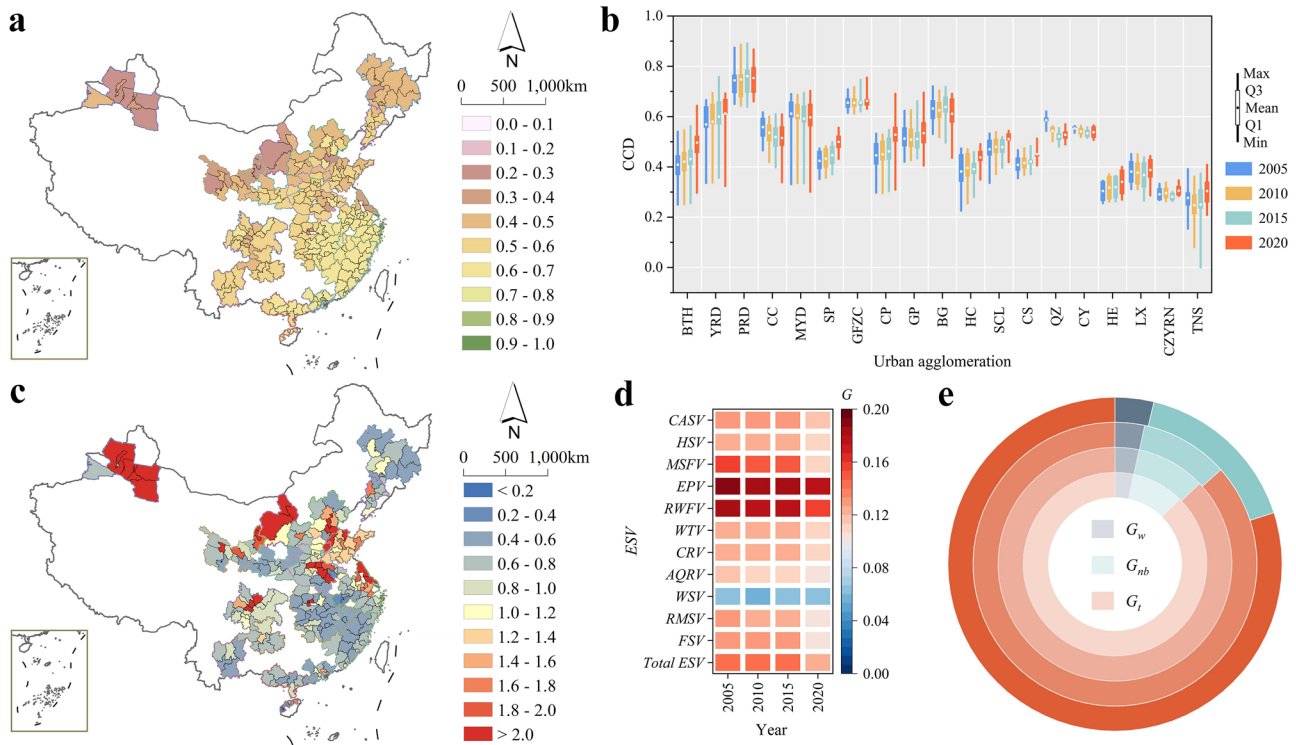 a
N
0 500 1,000km
0.0 - 0.1
0.1 - 0.2
0.2 - 0.3
0.3 - 0.4
0.4 - 0.5
0.5 - 0.6
0.6 - 0.7
0.7 - 0.8
0.8 - 0.9
0.9 - 1.0
b
CCD
1.0
0.8
0.6
0.4
0.2
0.0
BTH
YRD
PRD
CC
MYD
SP
GFZC
CP
GP
BG
HC
SCL
CS
QZ
CY
HE
LX
CZYRN
TNS
Urban agglomeration
Max
Q3
Mean
Q1
Min
2005
2010
2015
2020
c
N
0 500 1,000km
< 0.2
0.2 - 0.4
0.4 - 0.6
0.6 - 0.8
0.8 - 1.0
1.0 - 1.2
1.2 - 1.4
1.4 - 1.6
1.6 - 1.8
1.8 - 2.0
> 2.0
d
ESV
CASV
HSV
MSFV
EPV
RWFV
WTV
CRV
AQRV
WSV
RMSV
FSV
Total ESV
2005
2010
2015
2020
Year
G
0.20
0.16
0.12
0.08
0.04
0.00
e
Gw
Gnb
Gt